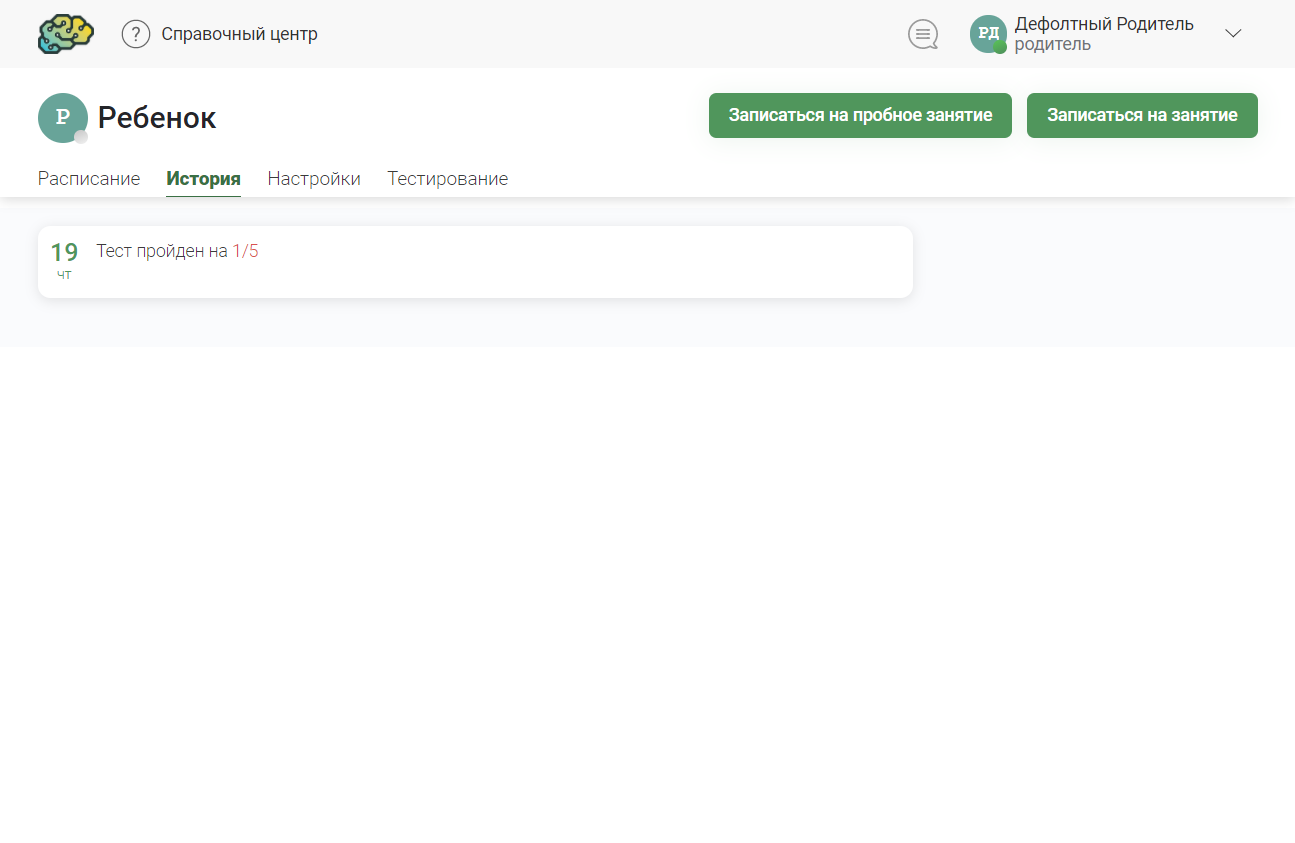 ? Справочный центр
РД Дефолтный Родитель
родитель
Р Ребенок
Записаться на пробное занятие
Записаться на занятие
Расписание История Настройки Тестирование
19 Тест пройден на 1/5
чт